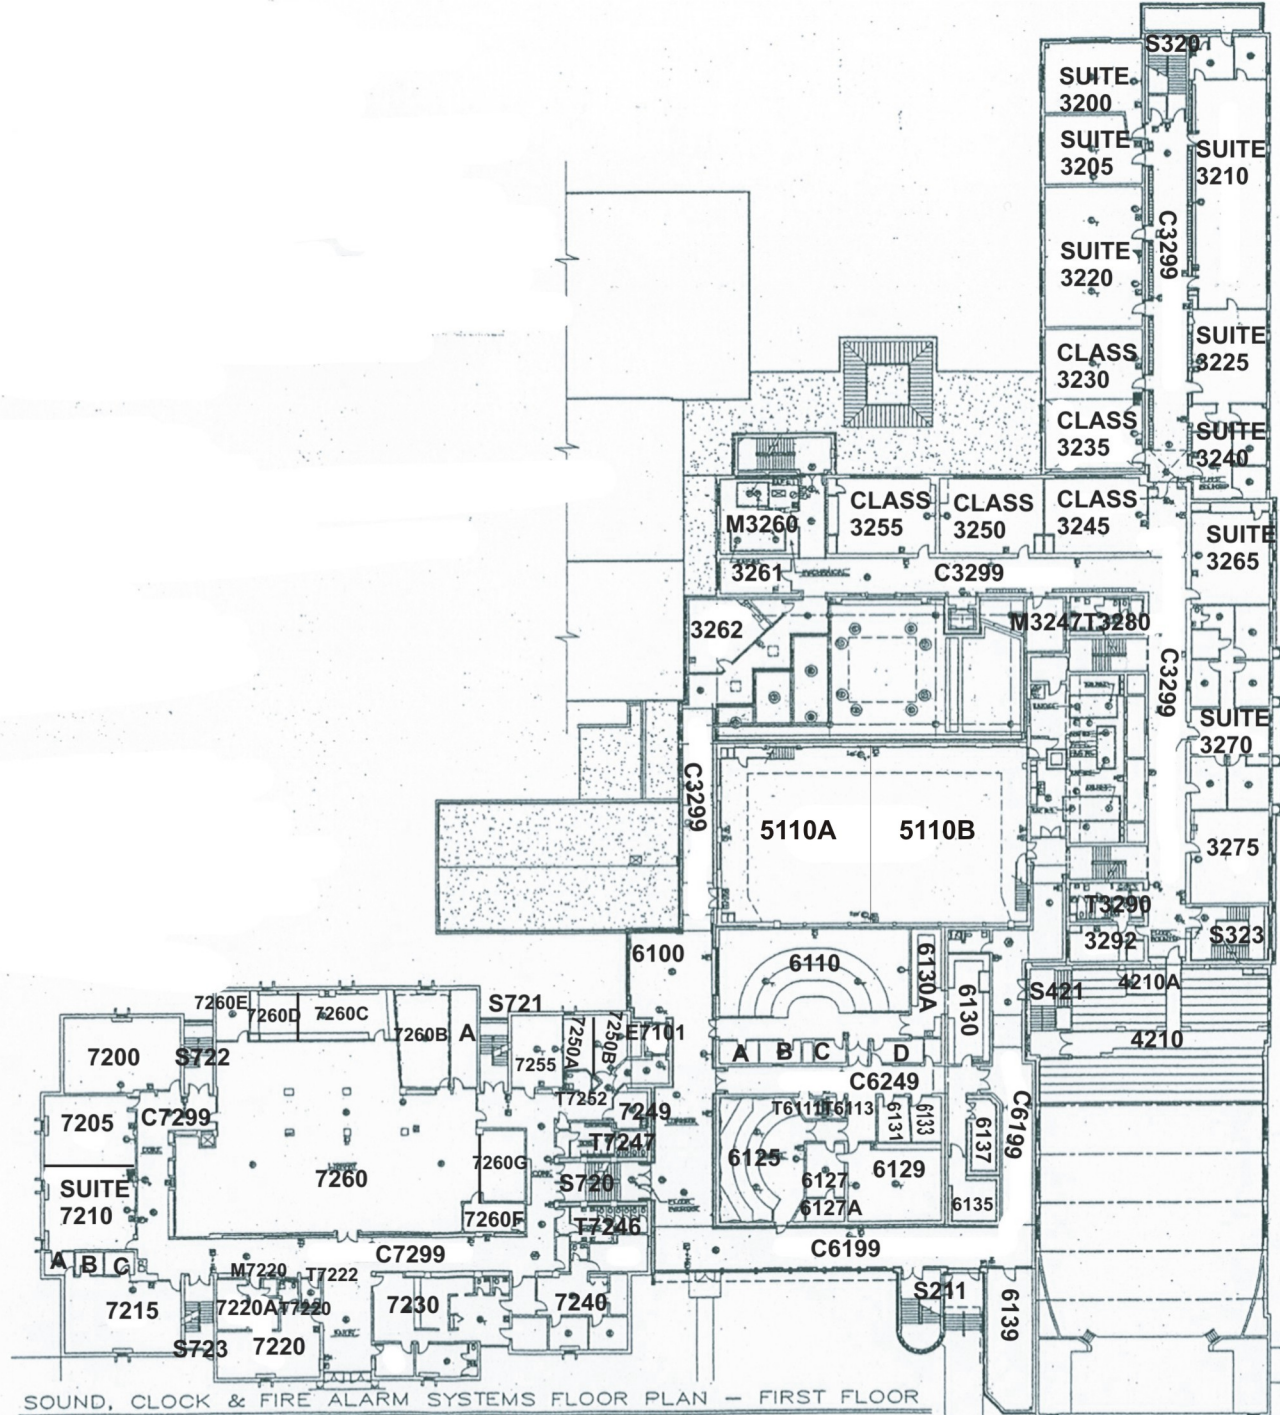 S320
SUITE
3200
SUITE
3205
SUITE
3210
C3299
SUITE
3220
SUITE
3225
CLASS
3230
CLASS
3235
SUITE
3240
CLASS
3255
CLASS
3250
CLASS
3245
M3260
SUITE
3265
3261
C3299
3262
M3247
T3280
C3299
SUITE
3270
C3299
5110A
5110B
3275
T3290
3292
S323
6100
6110
6130A
6130
S421
4210A
4210
7260E
7260D
7260C
7260B
A
S721
7200
S722
7255
7250A
7250B
E7101
A
B
C
D
C6249
T7252
7249
T6111
T6113
6131
6133
C6199
6137
7205
C7299
T7247
6125
6129
7260
7260G
S720
6127
6127A
6135
SUITE
7210
7260F
T7246
C7299
C6199
A
B
C
M7220
T7222
7215
7220A
T7220
7230
7240
S211
6139
S723
7220
SOUND, CLOCK & FIRE ALARM SYSTEMS FLOOR PLAN – FIRST FLOOR